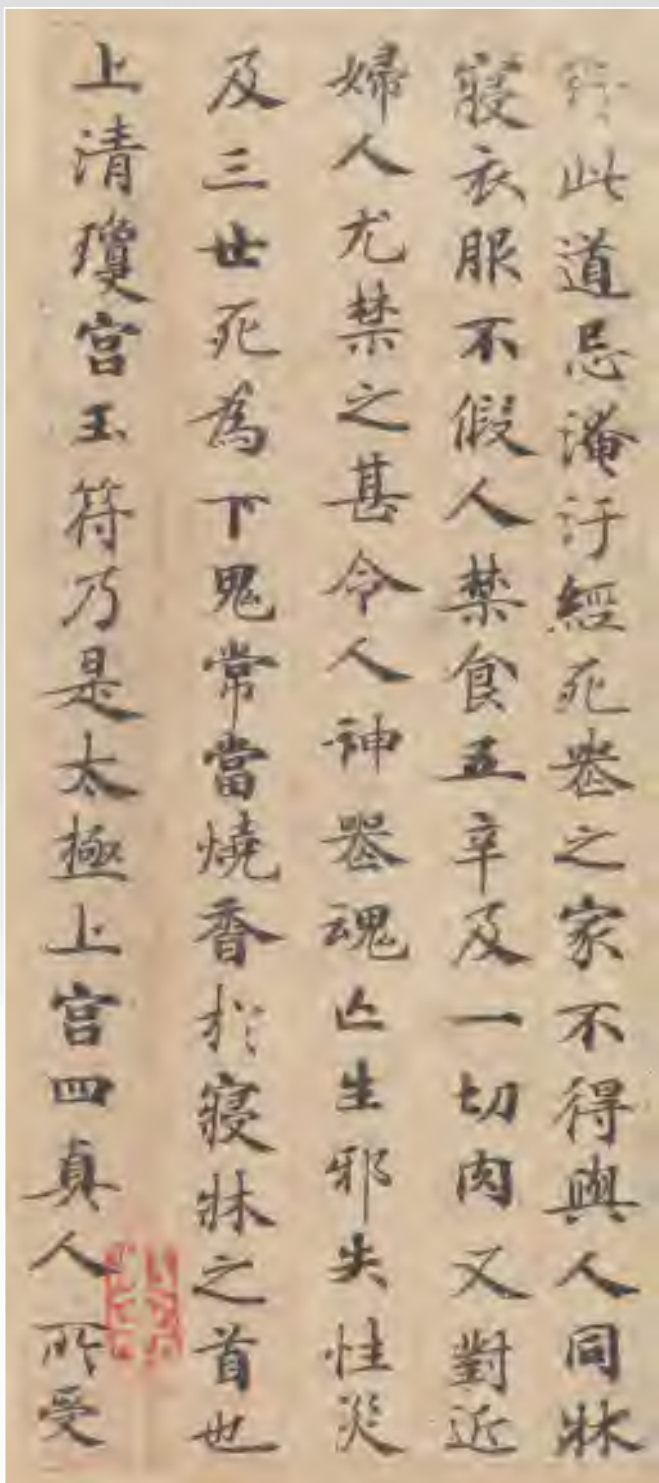 行此道忌淹汙經死喪之家不得與人同牀
寢衣服不假人禁食五辛及一切肉又對近
婦人尤禁之甚令人神喪魂亡生邪失性災
及三世死為下鬼常當燒香於寢牀之首也
上清瓊宮玉符乃是太極上宮四真人所受